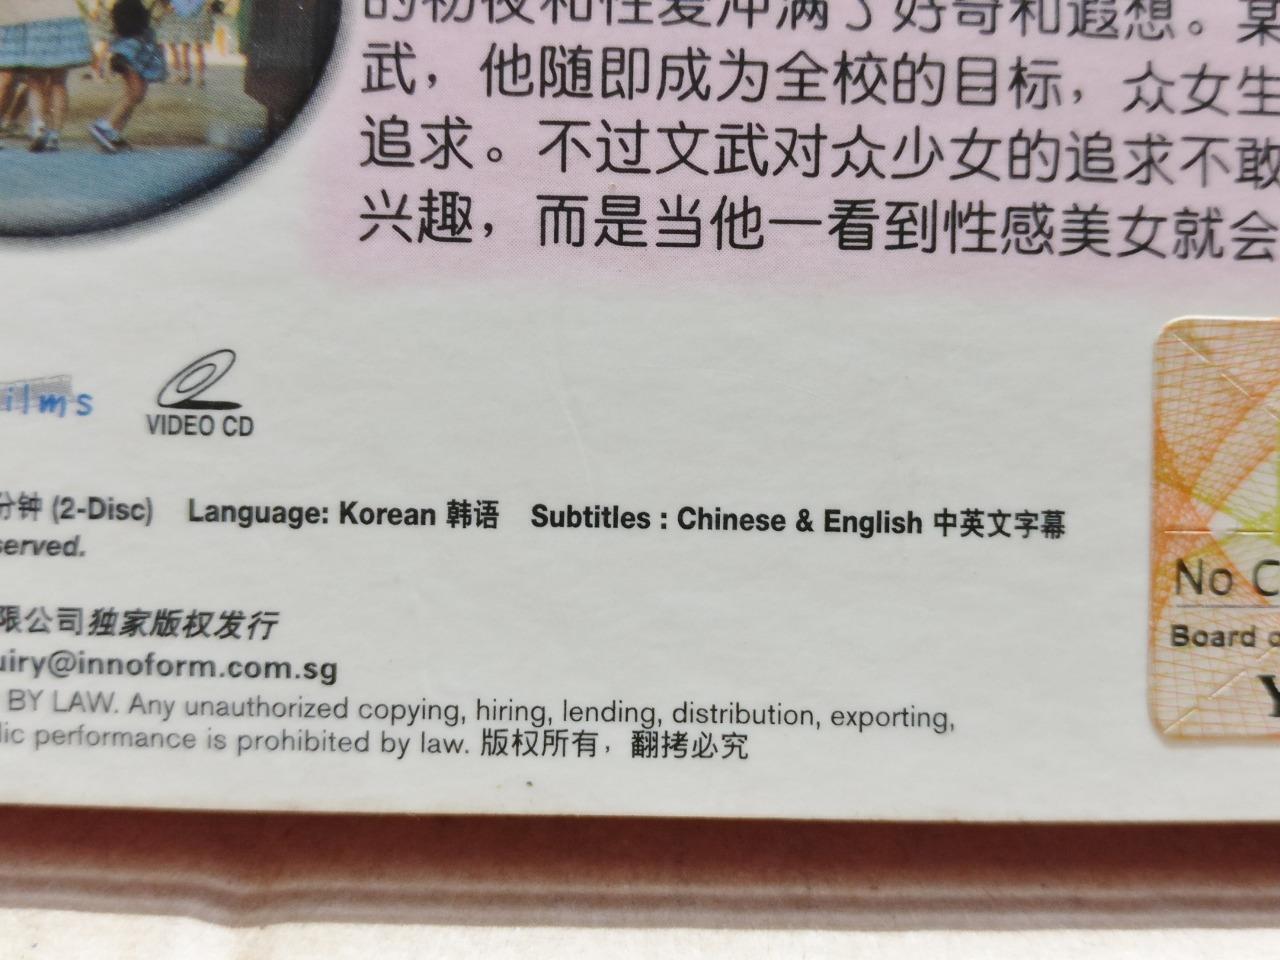 的初夜和性爱冲满了好奇和遐想。某
武，他随即成为全校的目标，众女生
追求。不过文武对众少女的追求不敢
兴趣，而是当他一看到性感美女就会
ilms
VIDEO CD
分钟 (2-Disc) Language: Korean 韩语 Subtitles : Chinese & English 中英文字幕
served.
限公司独家版权发行
uiry@innoform.com.sg
BY LAW. Any unauthorized copying, hiring, lending, distribution, exporting,
lic performance is prohibited by law. 版权所有，翻拷必究
No C
Board o
Y